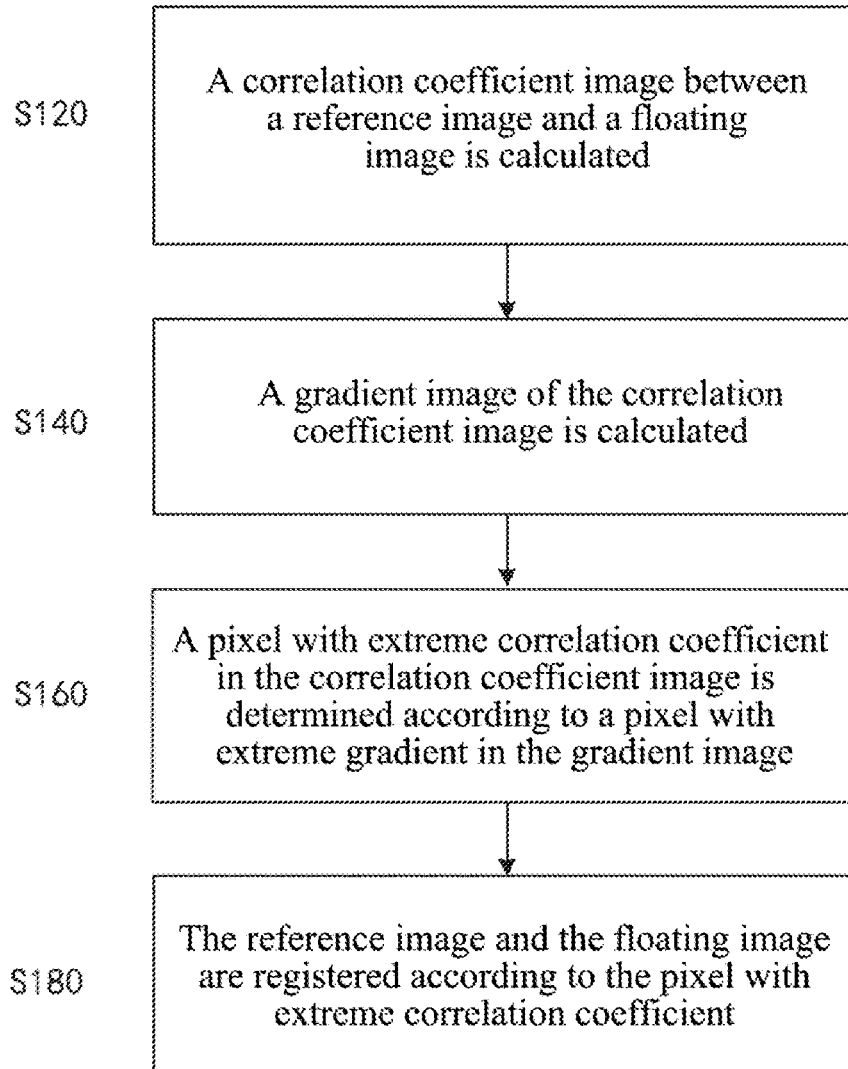 S120
A correlation coefficient image between
a reference image and a floating
image is calculated
S140
A gradient image of the correlation
coefficient image is calculated
S160
A pixel with extreme correlation coefficient
in the correlation coefficient image is
determined according to a pixel with
extreme gradient in the gradient image
S180
The reference image and the floating image
are registered according to the pixel with
extreme correlation coefficient